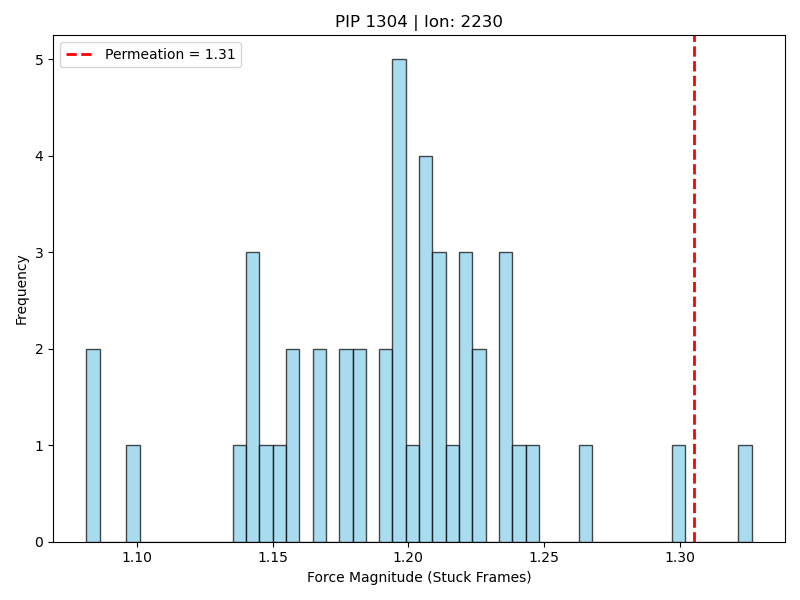 PIP 1304 | Ion: 2230
Permeation = 1.31
Frequency
5
4
3
2
1
0
1.10 1.15 1.20 1.25 1.30
Force Magnitude (Stuck Frames)